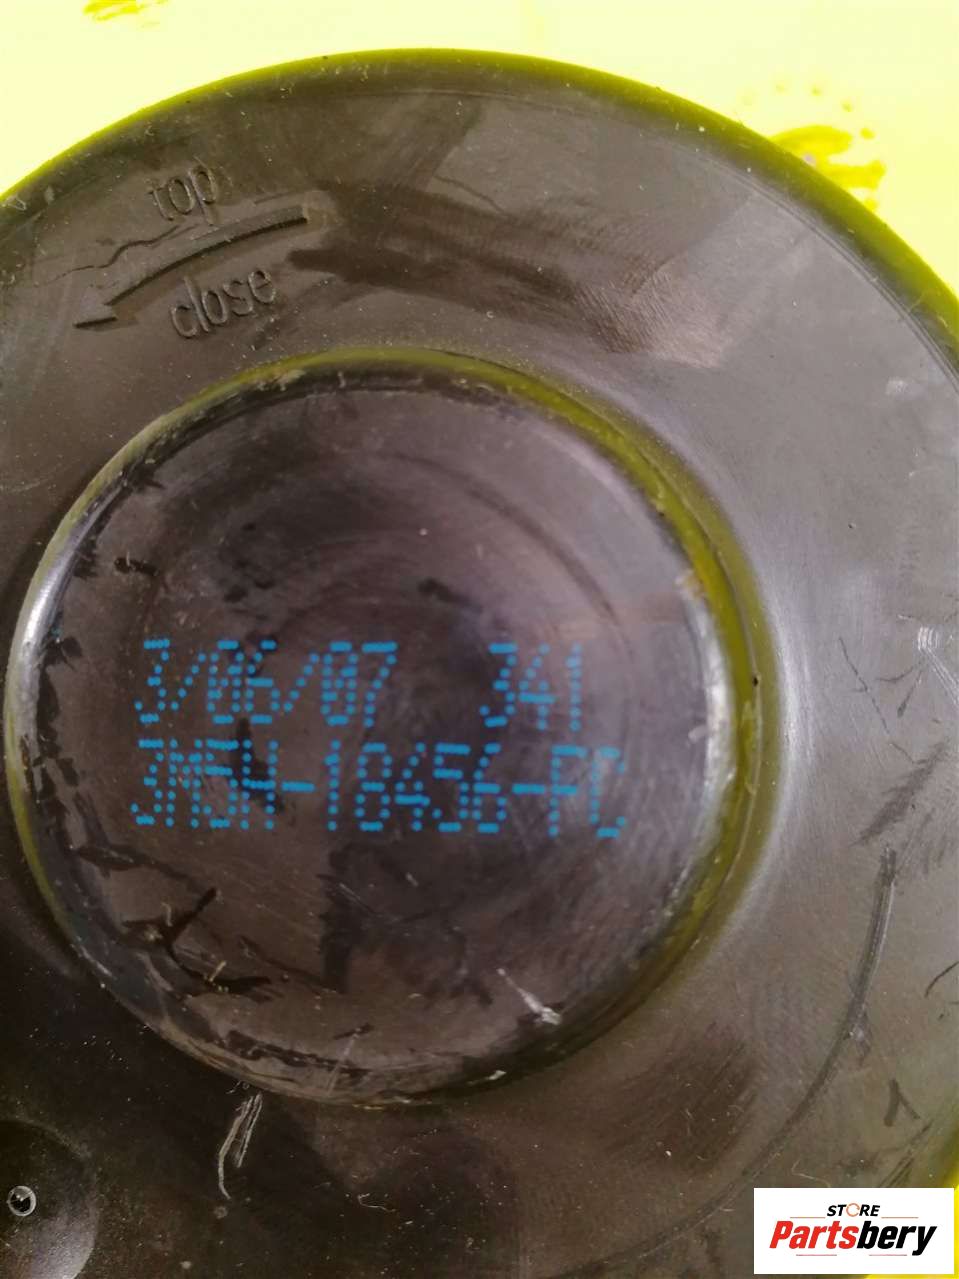 top
close
3/06/07 341
3M5H-18456-FC
STORE
Partsbery